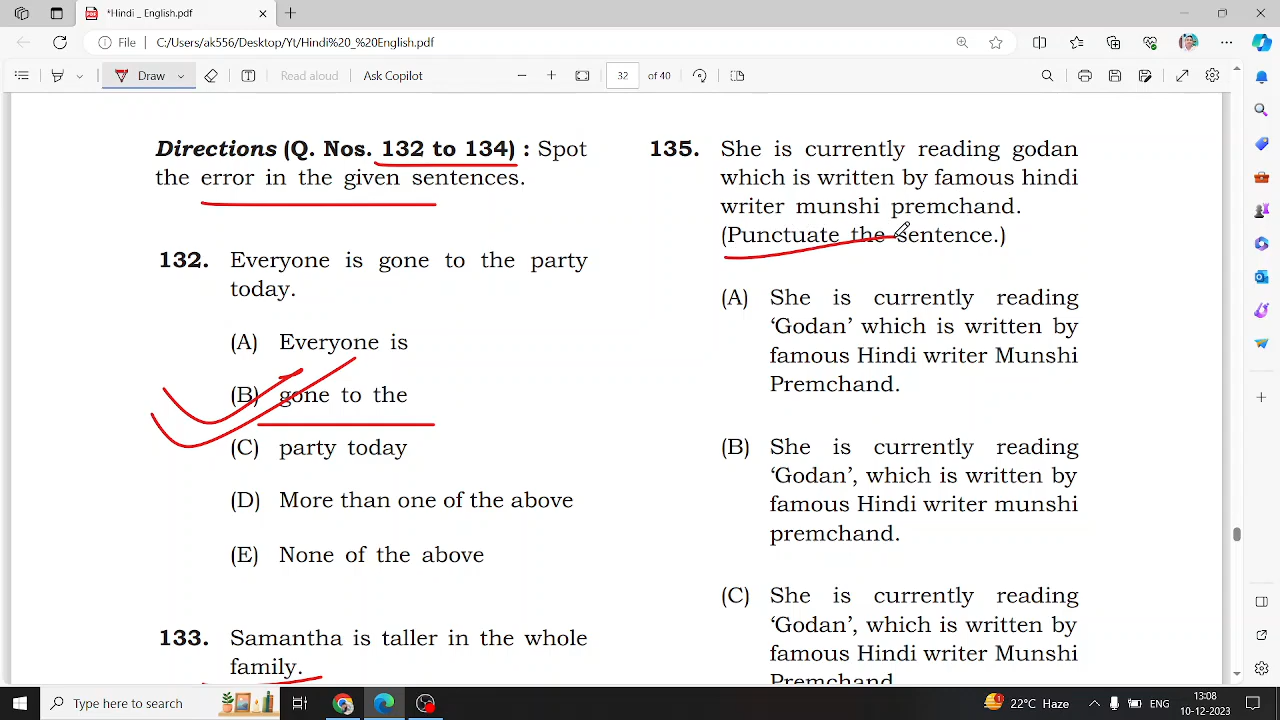 *Hindi _ English.pdf
File
C:/Users/ak556/Desktop/Yt/Hindi%20_%20English.pdf
Draw
Read aloud
Ask Copilot
32
of 40
Directions (Q. Nos. 132 to 134) : Spot
the error in the given sentences.
132. Everyone is gone to the party
today.
(A) Everyone is
(B) gone to the
(C) party today
(D) More than one of the above
(E) None of the above
133. Samantha is taller in the whole
family.
135. She is currently reading godan
which is written by famous hindi
writer munshi premchand.
(Punctuate the sentence.)
(A) She is currently reading
‘Godan’ which is written by
famous Hindi writer Munshi
Premchand.
(B) She is currently reading
‘Godan’, which is written by
famous Hindi writer munshi
premchand.
(C) She is currently reading
‘Godan’, which is written by
famous Hindi writer Munshi
Premchand
Type here to search
22°C Haze
ENG
13:08
10-12-2023